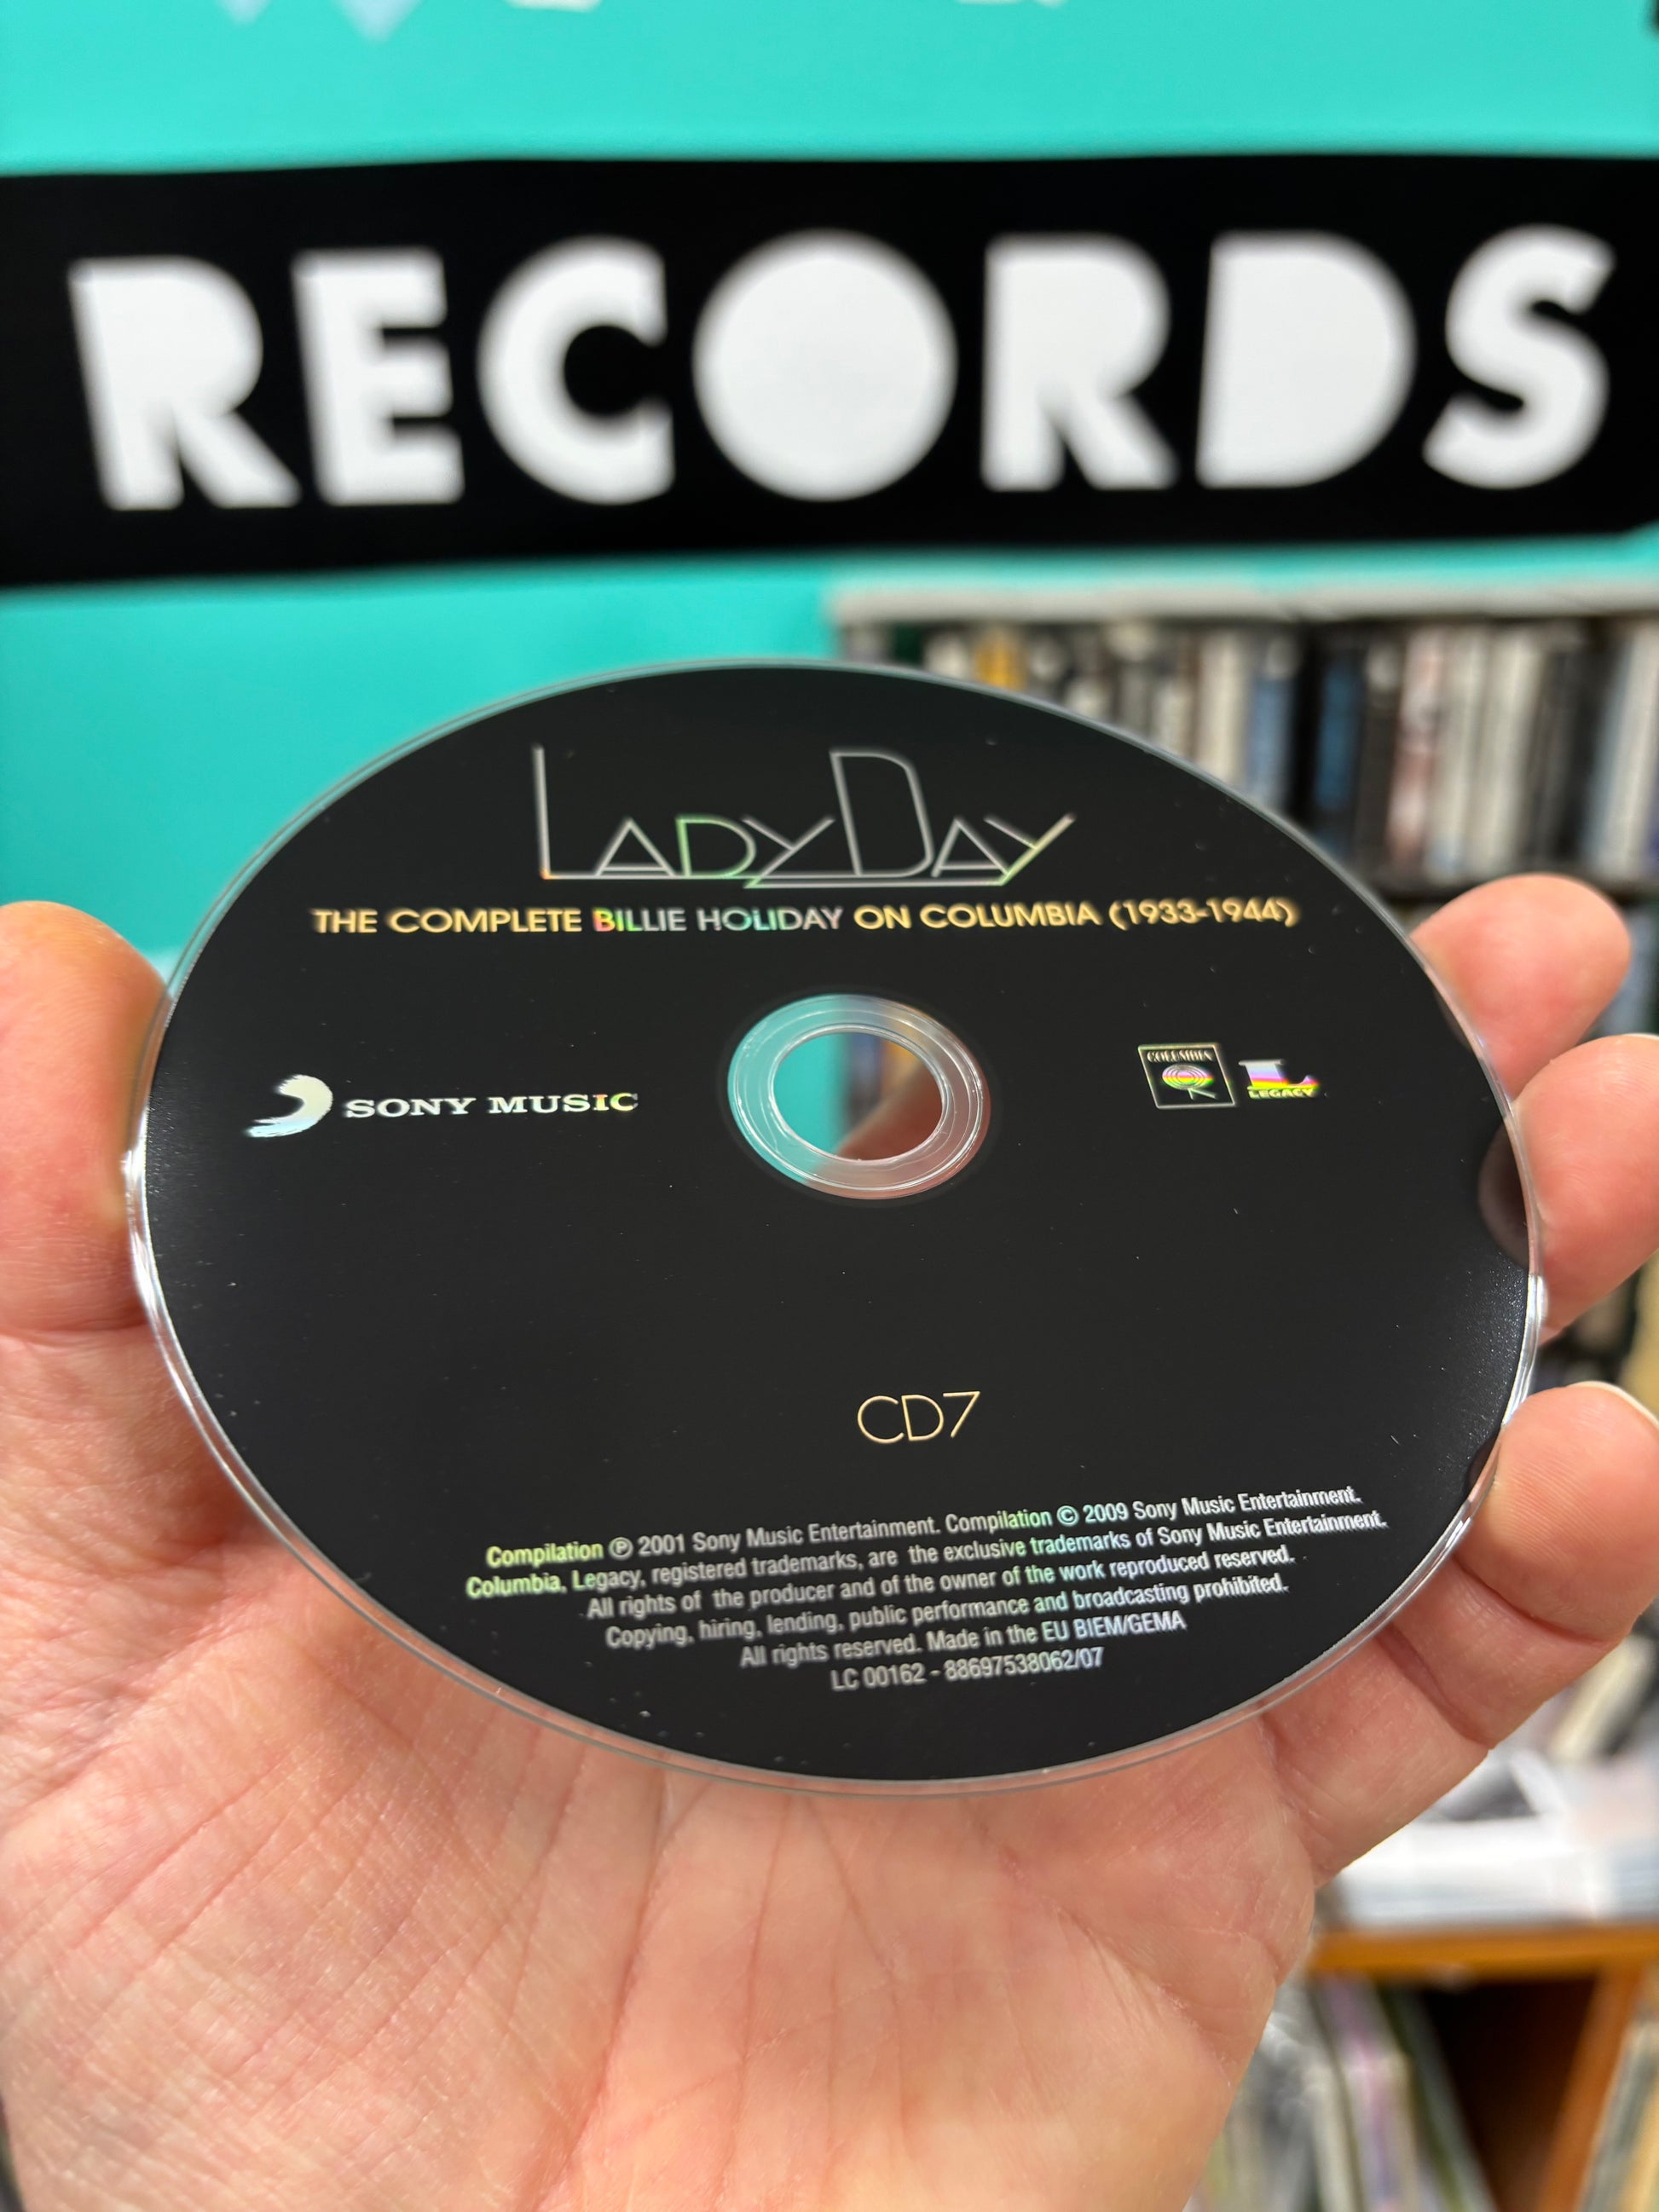 RECORDS
LADY DAY
THE COMPLETE BILLIE HOLIDAY ON COLUMBIA (1933-1944)
SONY MUSIC
COLUMBIA
LEGACY
CD7
Compilation ℗ 2001 Sony Music Entertainment. Compilation © 2009 Sony Music Entertainment.
Columbia, Legacy, registered trademarks, are the exclusive trademarks of Sony Music Entertainment.
All rights of the producer and of the owner of the work reproduced reserved.
Copying, hiring, lending, public performance and broadcasting prohibited.
All rights reserved. Made in the EU BIEM/GEMA
LC 00162 - 88697538062/07